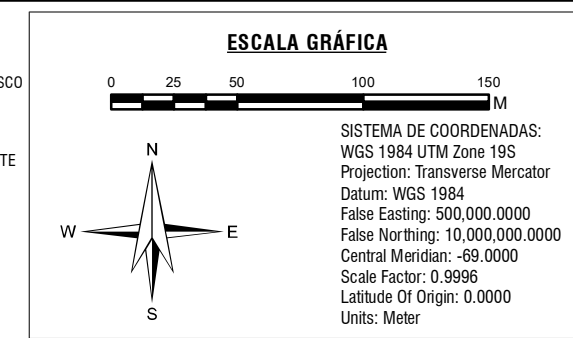 ESCALA GRÁFICA
SCO
0 25 50 100 150
M
TE
SISTEMA DE COORDENADAS:
WGS 1984 UTM Zone 19S
Projection: Transverse Mercator
Datum: WGS 1984
False Easting: 500,000.0000
False Northing: 10,000,000.0000
Central Meridian: -69.0000
Scale Factor: 0.9996
Latitude Of Origin: 0.0000
Units: Meter
N
W E
S